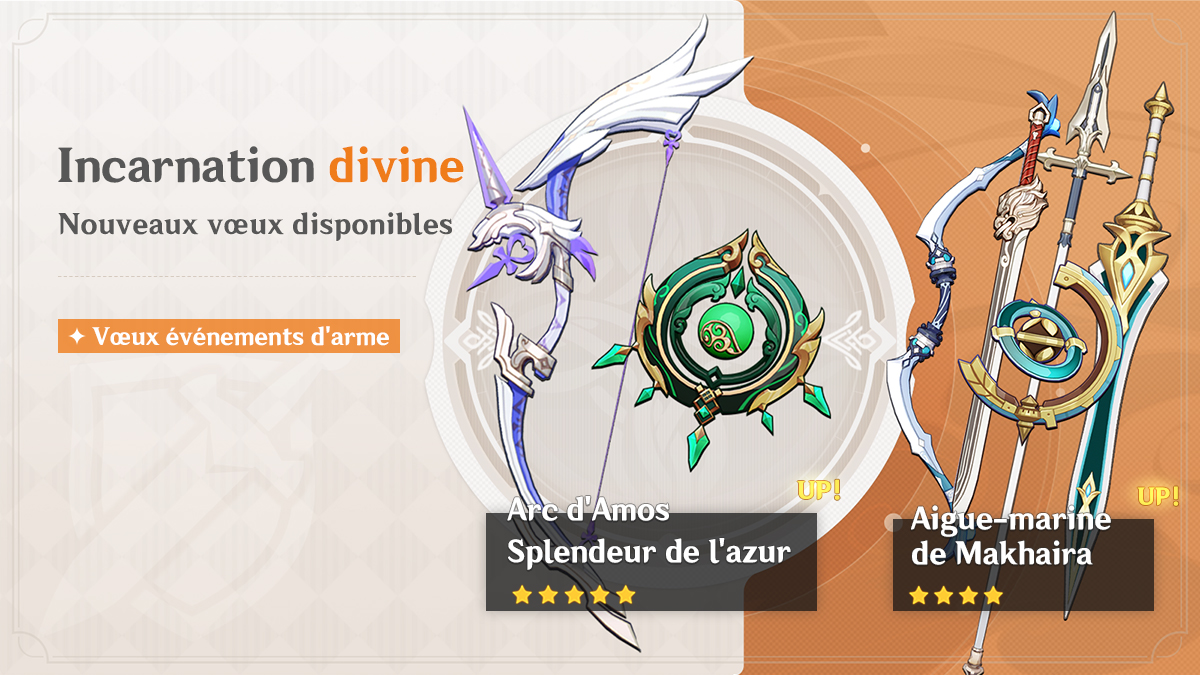 Incarnation divine
Nouveaux vœux disponibles
✦ Vœux événements d'arme
UP!
Arc d'Amos
Splendeur de l'azur
UP!
Aigue-marine
de Makhaira